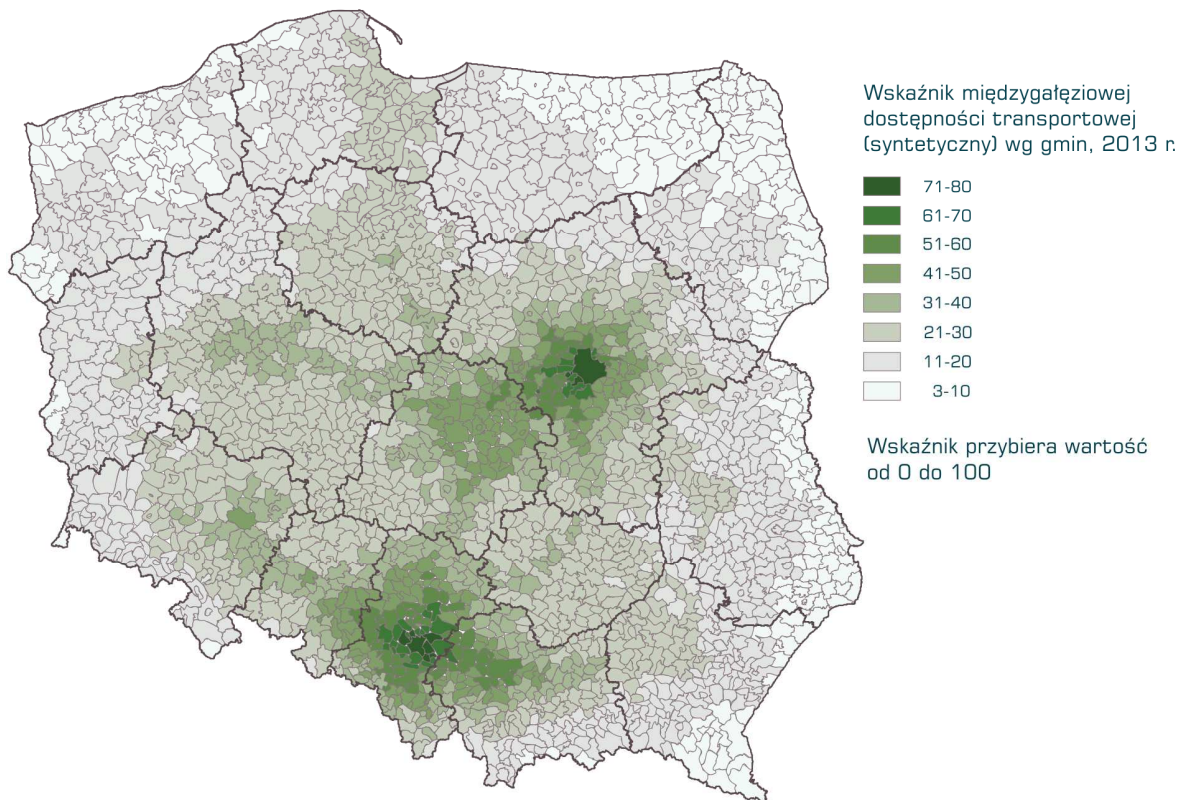 Wskaźnik międzygałęziowej
dostępności transportowej
(syntetyczny) wg gmin, 2013 r.
71-80
61-70
51-60
41-50
31-40
21-30
11-20
3-10
Wskaźnik przybiera wartość
od 0 do 100